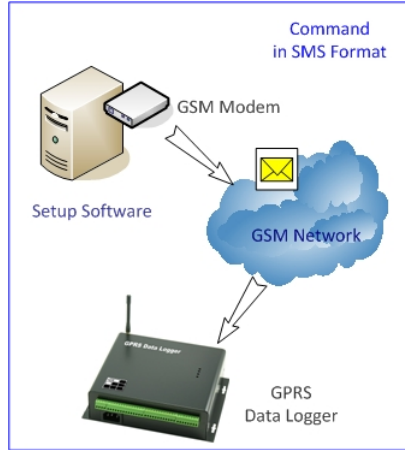 Command
in SMS Format
GSM Modem
Setup Software
GSM Network
GPRS Data Logger
GPRS
Data Logger